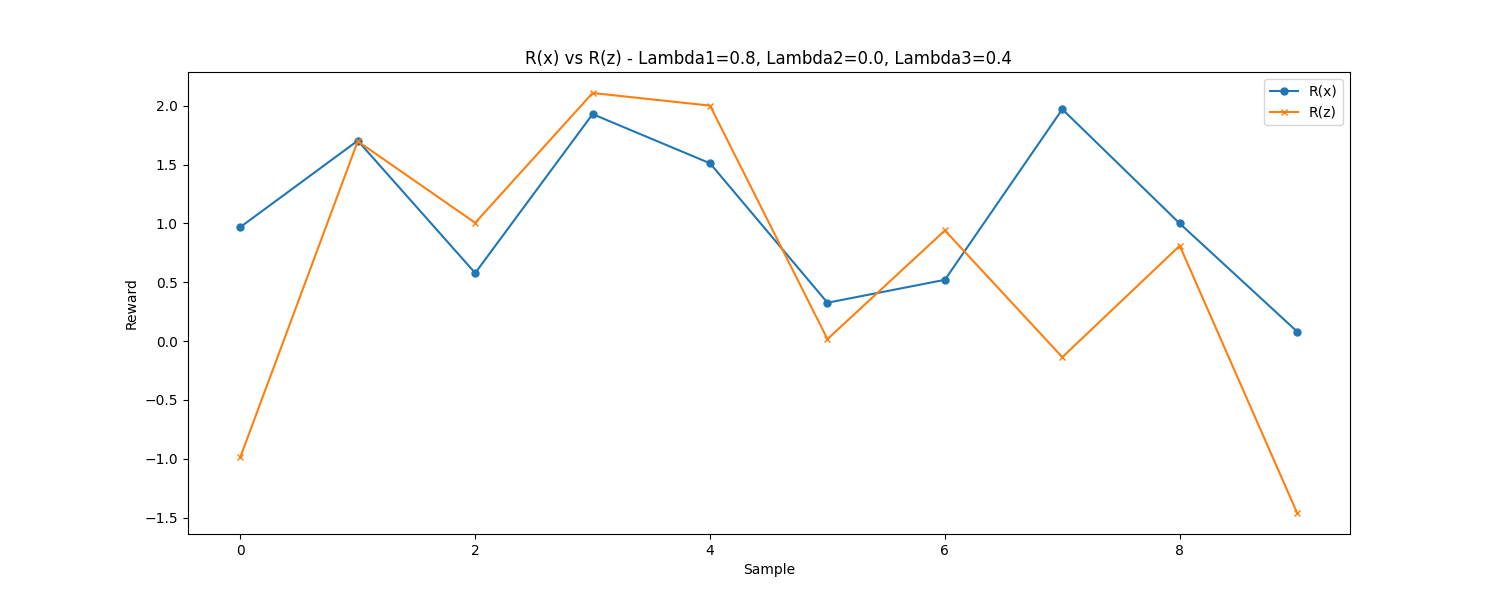 R(x) vs R(z) - Lambda1=0.8, Lambda2=0.0, Lambda3=0.4
R(x)
R(z)
2.0
1.5
1.0
0.5
0.0
−0.5
−1.0
−1.5
Reward
0 2 4 6 8
Sample